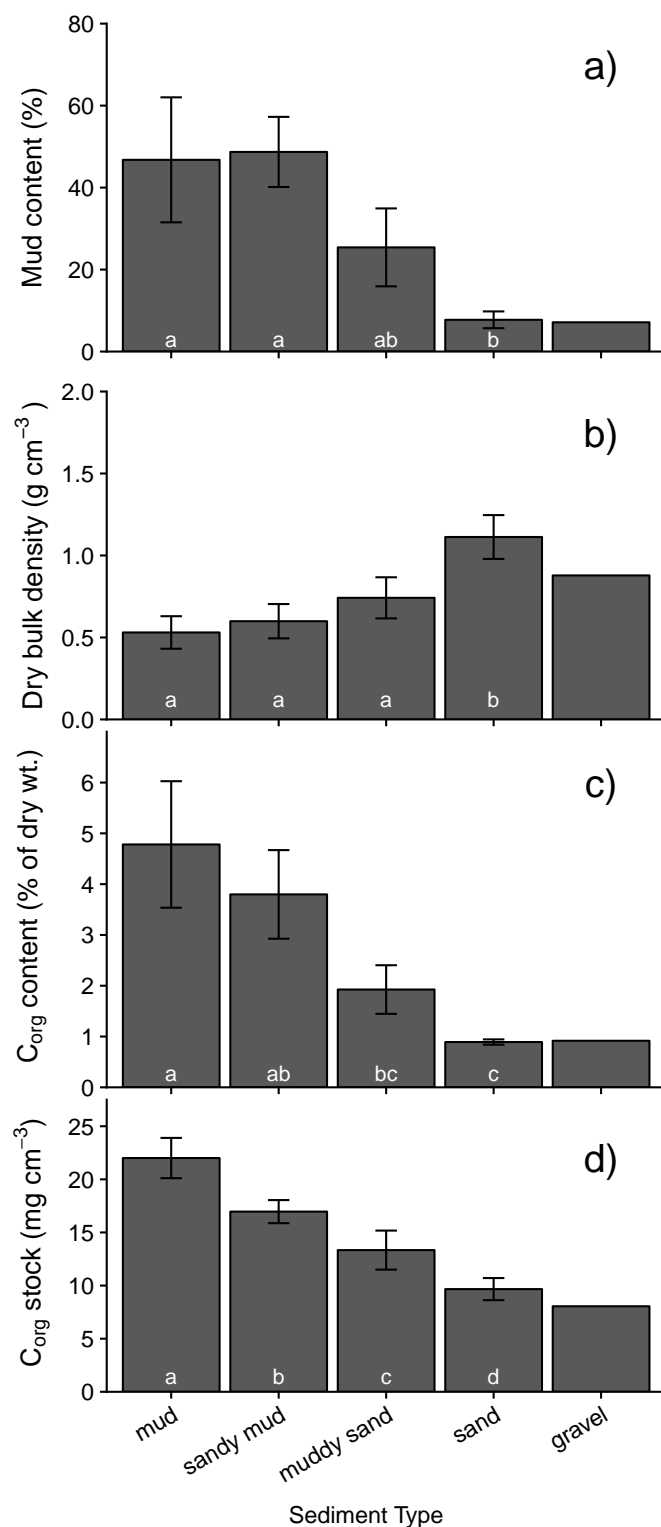 a)
Mud content (%)
80
60
40
20
0
a a ab b
b)
Dry bulk density (g cm⁻³)
2.0
1.5
1.0
0.5
0.0
a a a b
c)
C_org content (% of dry wt.)
6
5
4
3
2
1
0
a ab bc c
d)
C_org stock (mg cm⁻³)
25
20
15
10
5
0
a b c d
mud sandy mud muddy sand sand gravel
Sediment Type